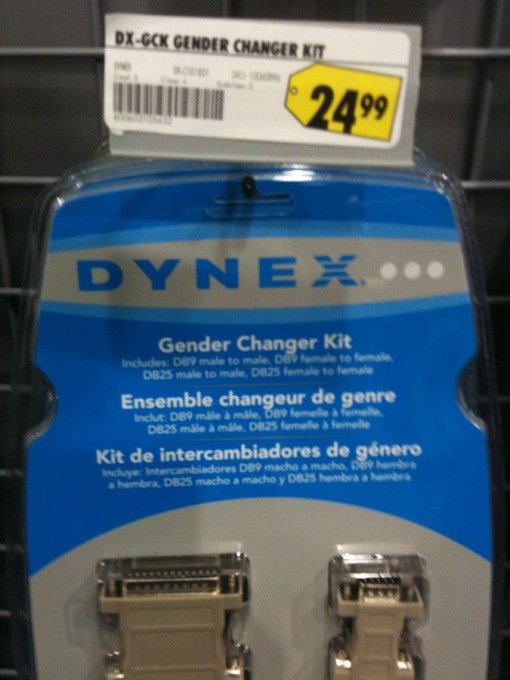 DX-GCK GENDER CHANGER KIT
DYNEX
24.99
DYNEX
Gender Changer Kit
Includes: DB9 male to male, DB9 female to female,
DB25 male to male, DB25 female to female
Ensemble changeur de genre
Inclut: DB9 mâle à mâle, DB9 femelle à femelle,
DB25 mâle à mâle, DB25 femelle à femelle
Kit de intercambiadores de género
Incluye: Intercambiadores DB9 macho a macho, DB9 hembra
a hembra, DB25 macho a macho y DB25 hembra a hembra